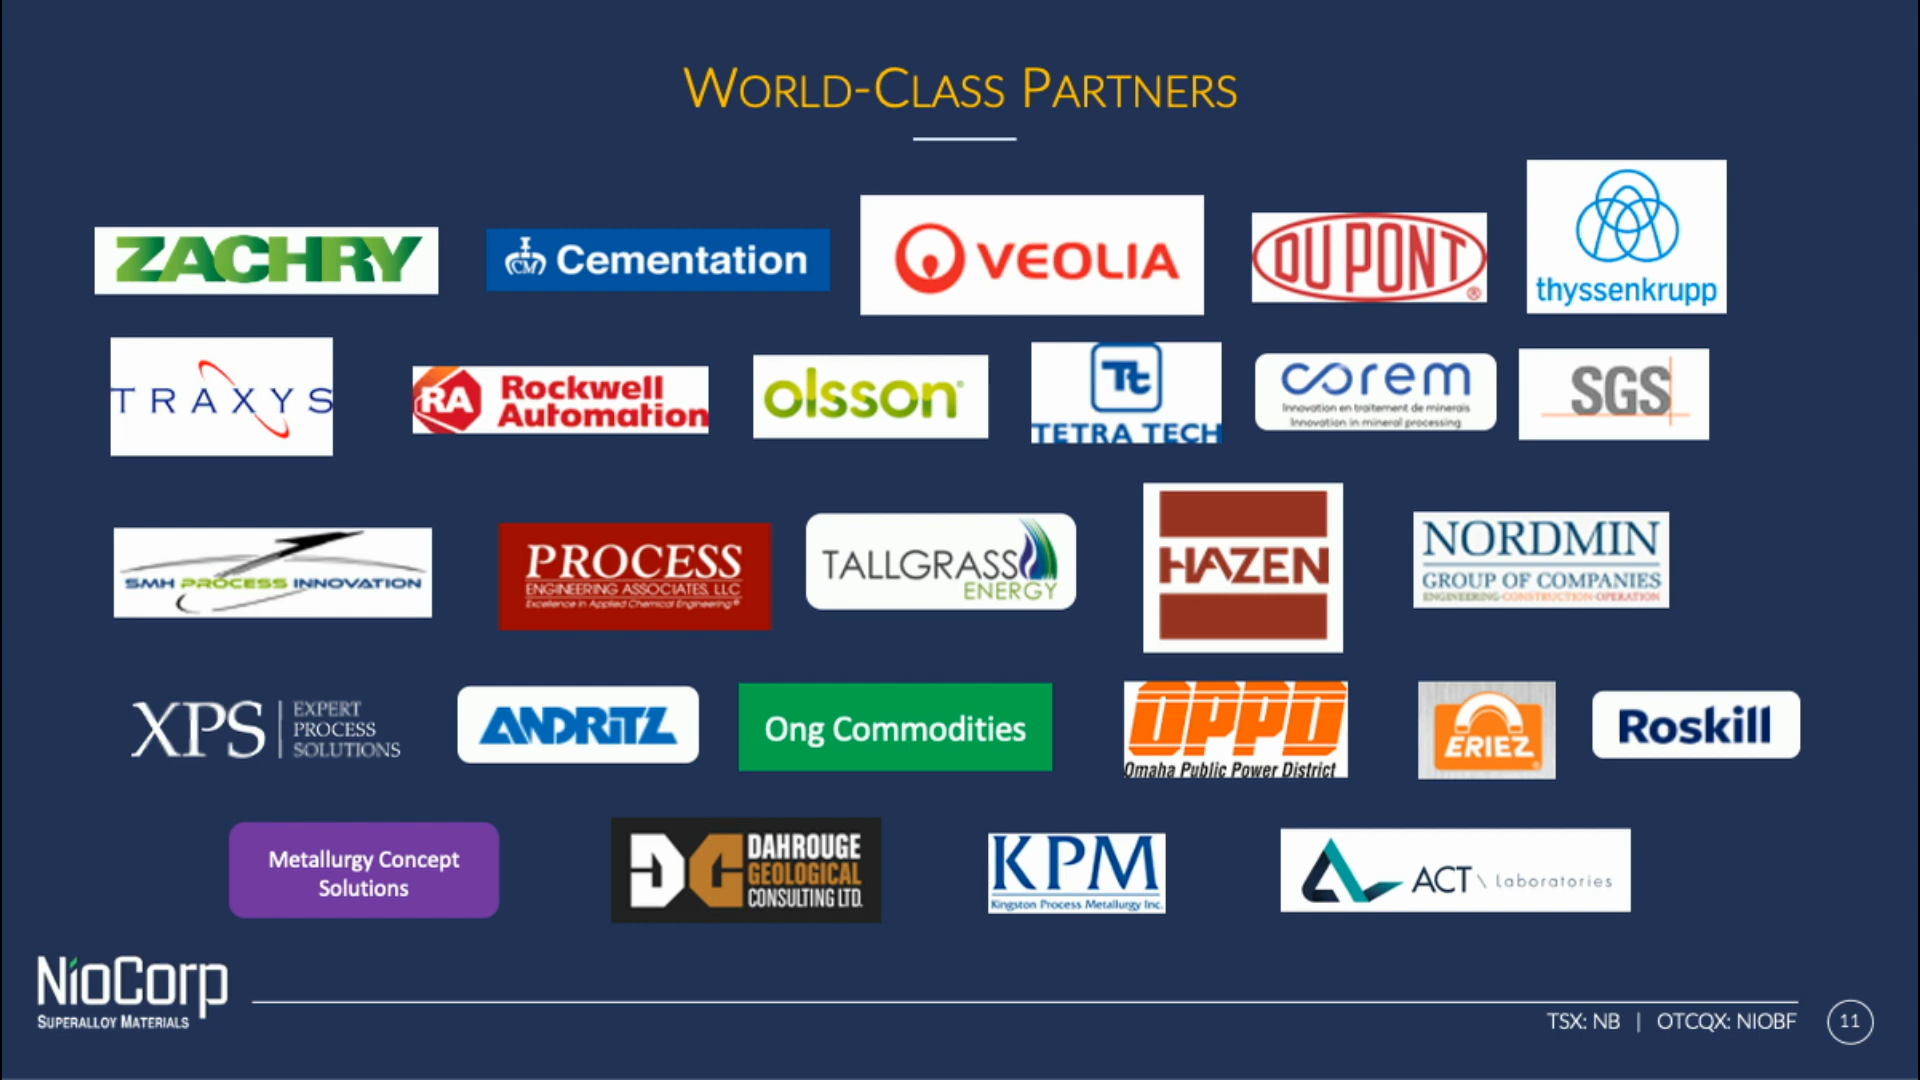 WORLD-CLASS PARTNERS
ZACHRY
CM
Cementation
VEOLIA
DU PONT
®
thyssenkrupp
TRAXYS
RA
Rockwell
Automation
olsson
Tt
TETRA TECH
corem
Innovation en traitement de minerais
Innovation in mineral processing
SGS
SMH PROCESS INNOVATION
PROCESS
ENGINEERING ASSOCIATES, LLC
Excellence in Applied Chemical Engineering®
TALLGRASS
ENERGY
HAZEN
NORDMIN
GROUP OF COMPANIES
ENGINEERING-CONSTRUCTION-OPERATION
XPS
EXPERT
PROCESS
SOLUTIONS
ANDRITZ
Ong Commodities
OPPD
Omaha Public Power District
ERIEZ
Roskill
Metallurgy Concept
Solutions
DG
DAHROUGE
GEOLOGICAL
CONSULTING LTD.
KPM
Kingston Process Metallurgy Inc.
ACT \ Laboratories
NioCorp
SUPERALLOY MATERIALS
TSX: NB | OTCQX: NIOBF
11